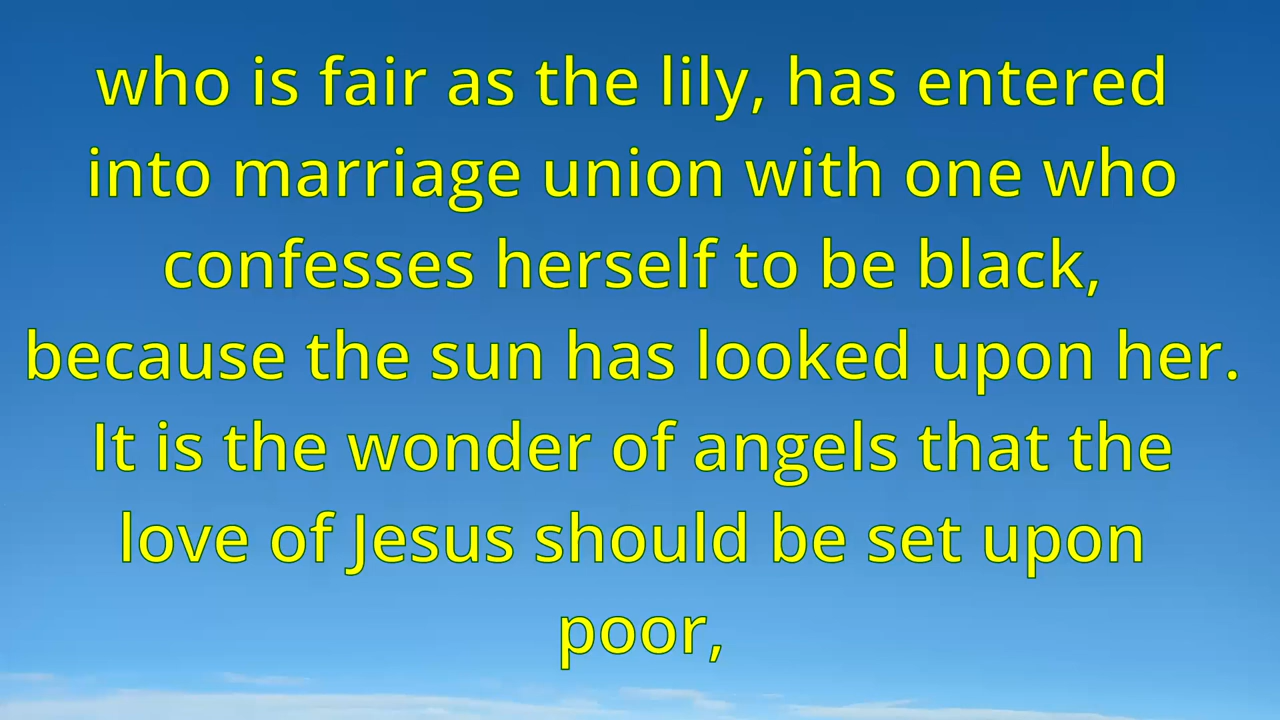 who is fair as the lily, has entered
into marriage union with one who
confesses herself to be black,
because the sun has looked upon her.
It is the wonder of angels that the
love of Jesus should be set upon
poor,